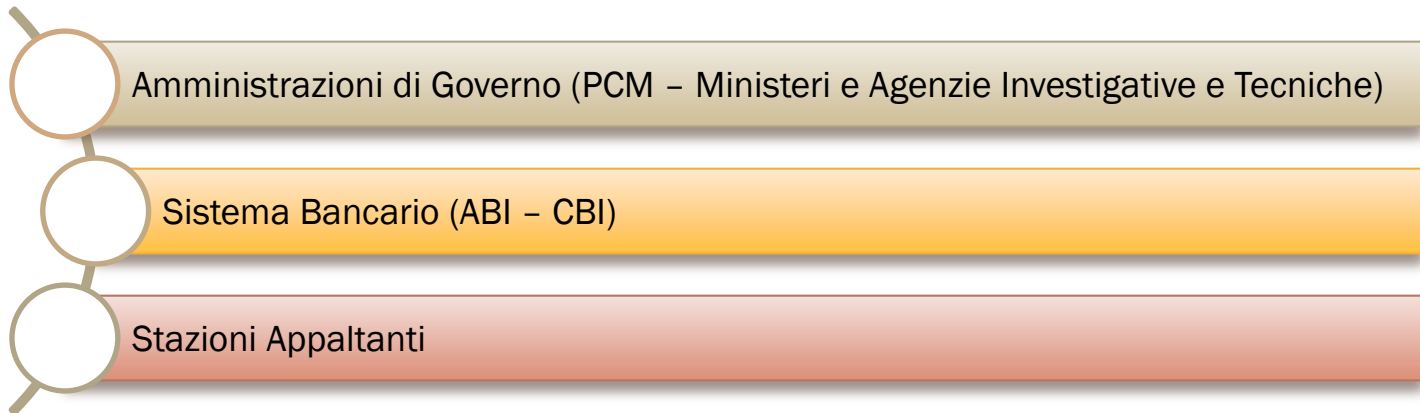 Amministrazioni di Governo (PCM – Ministeri e Agenzie Investigative e Tecniche)
Sistema Bancario (ABI – CBI)
Stazioni Appaltanti